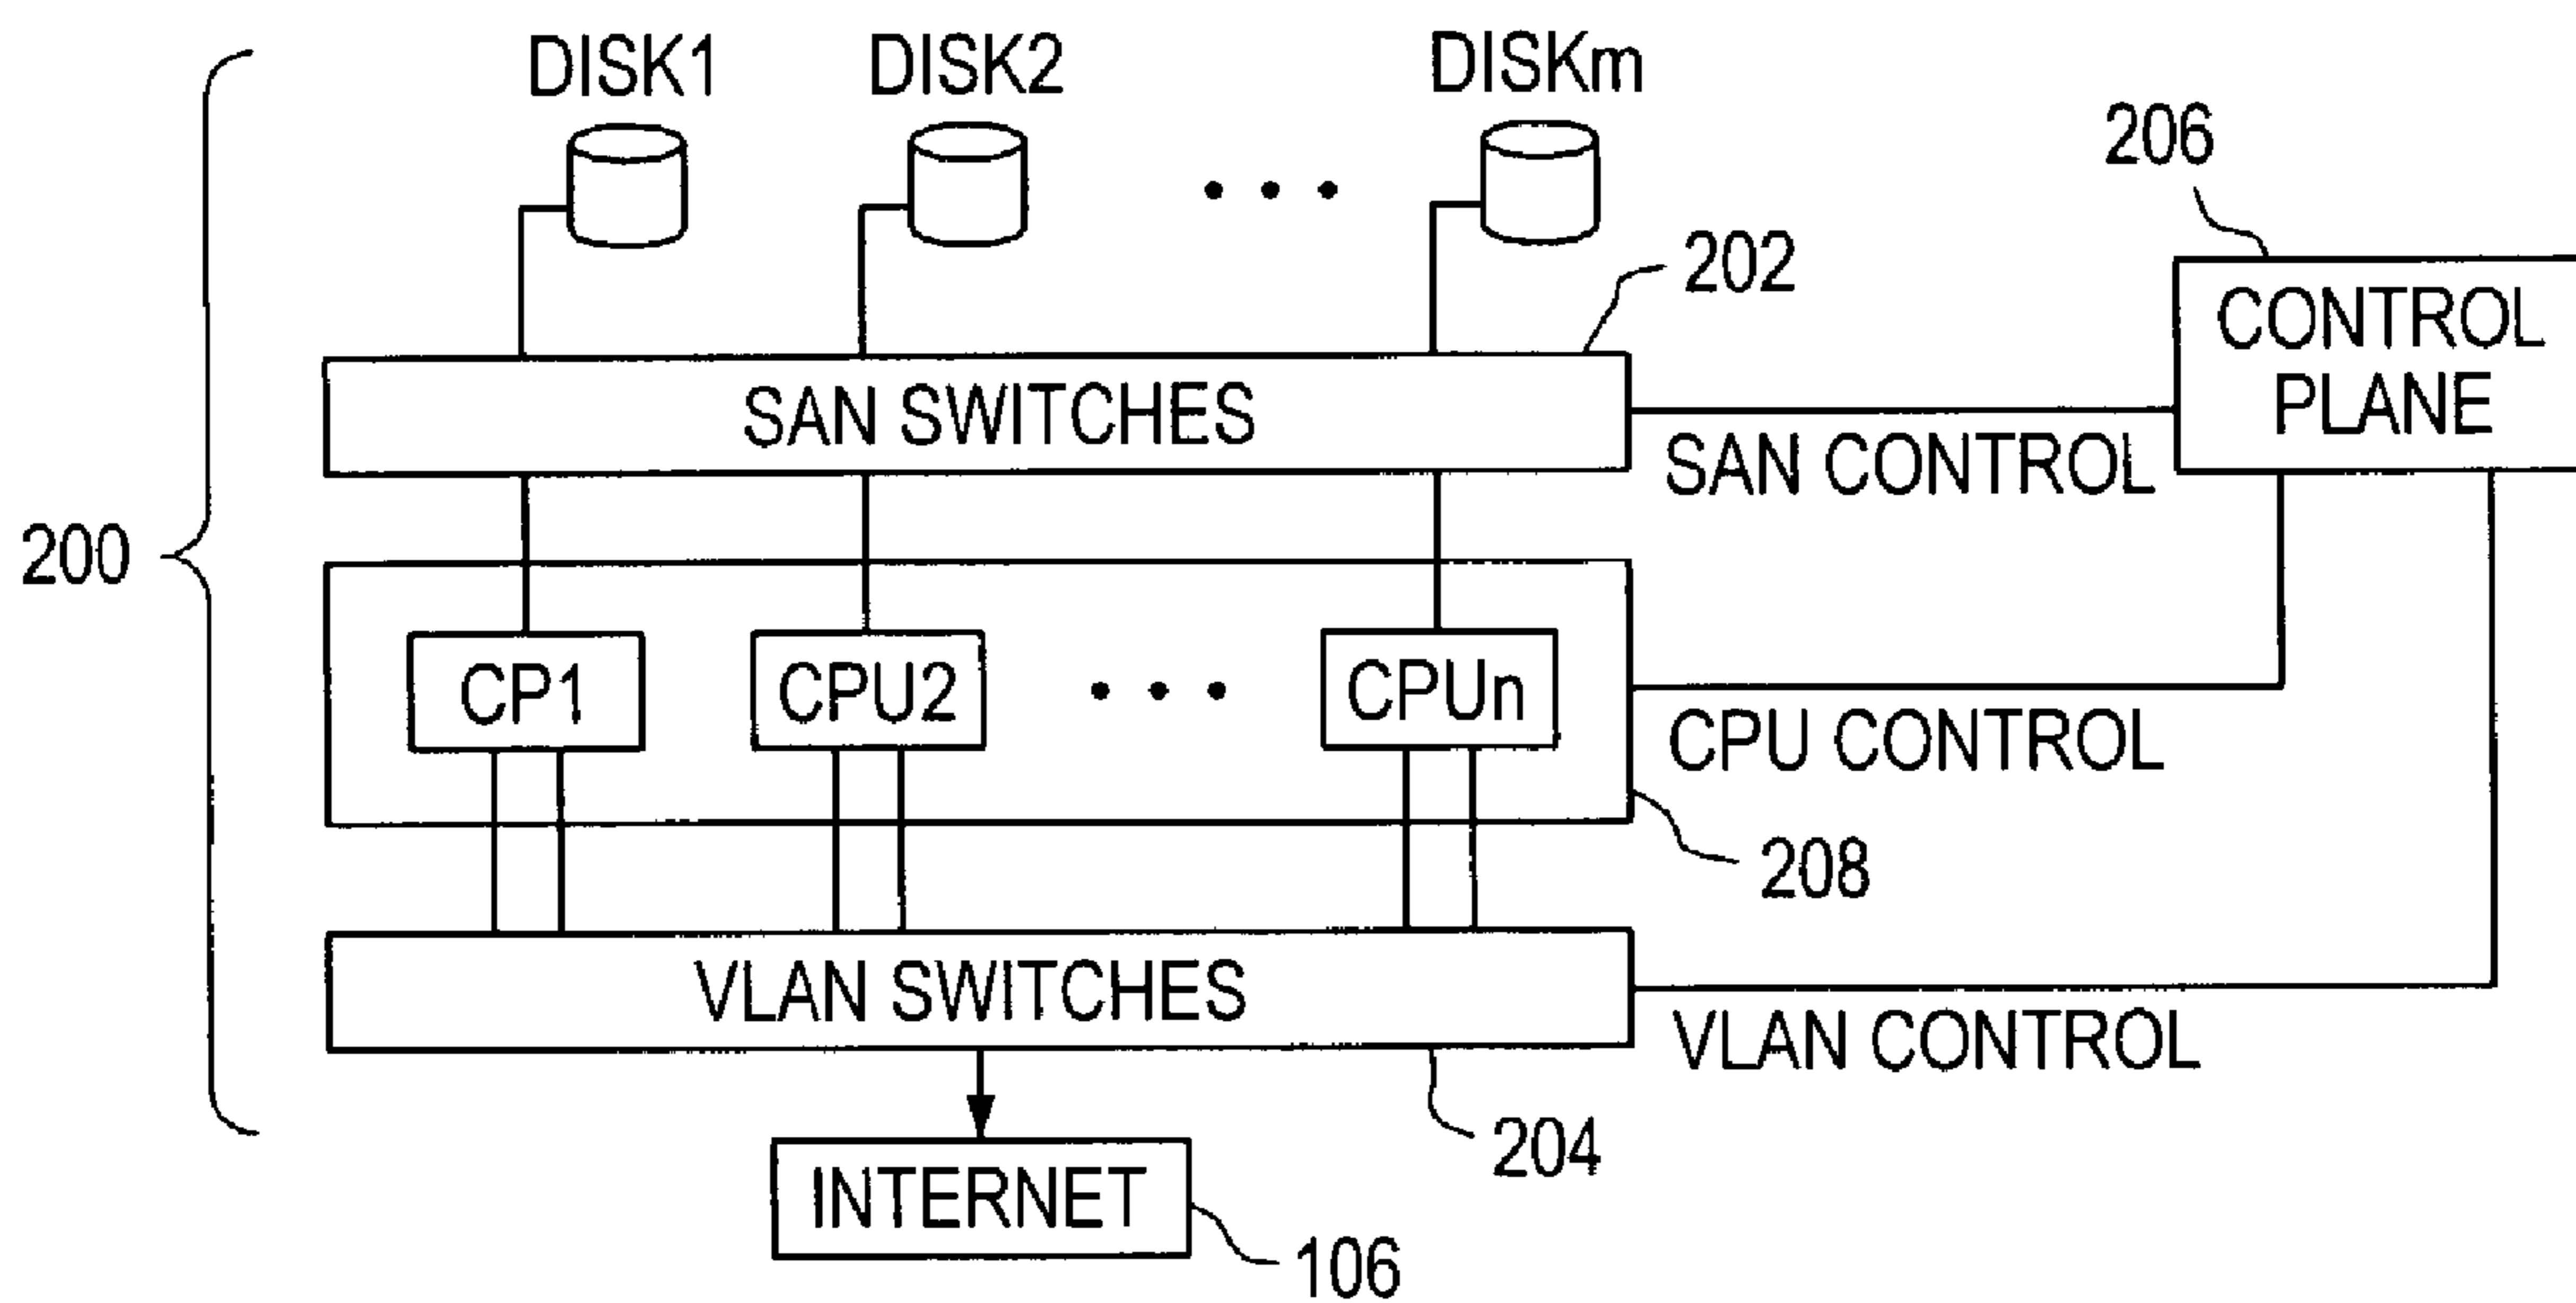 DISK1
DISK2
DISKm
206
202
CONTROL
PLANE
SAN SWITCHES
SAN CONTROL
200
CP1
CPU2
CPUn
CPU CONTROL
208
VLAN SWITCHES
VLAN CONTROL
204
INTERNET
106